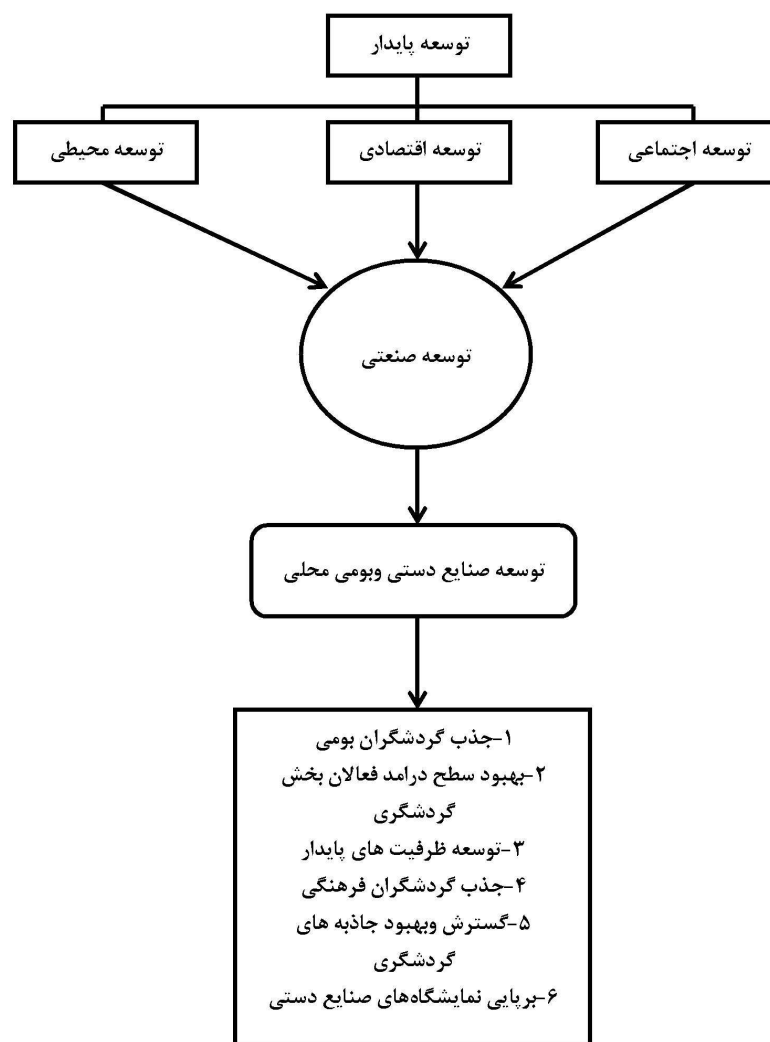 توسعه پایدار
توسعه اجتماعی
توسعه اقتصادی
توسعه محیطی
توسعه صنعتی
توسعه صنایع دستی وبومی محلی
۱-جذب گردشگران بومی
۲-بهبود سطح درامد فعالان بخش
گردشگری
۳-توسعه ظرفیت های پایدار
۴-جذب گردشگران فرهنگی
۵-گسترش وبهبود جاذبه های
گردشگری
۶-برپایی نمایشگاه‌های صنایع دستی